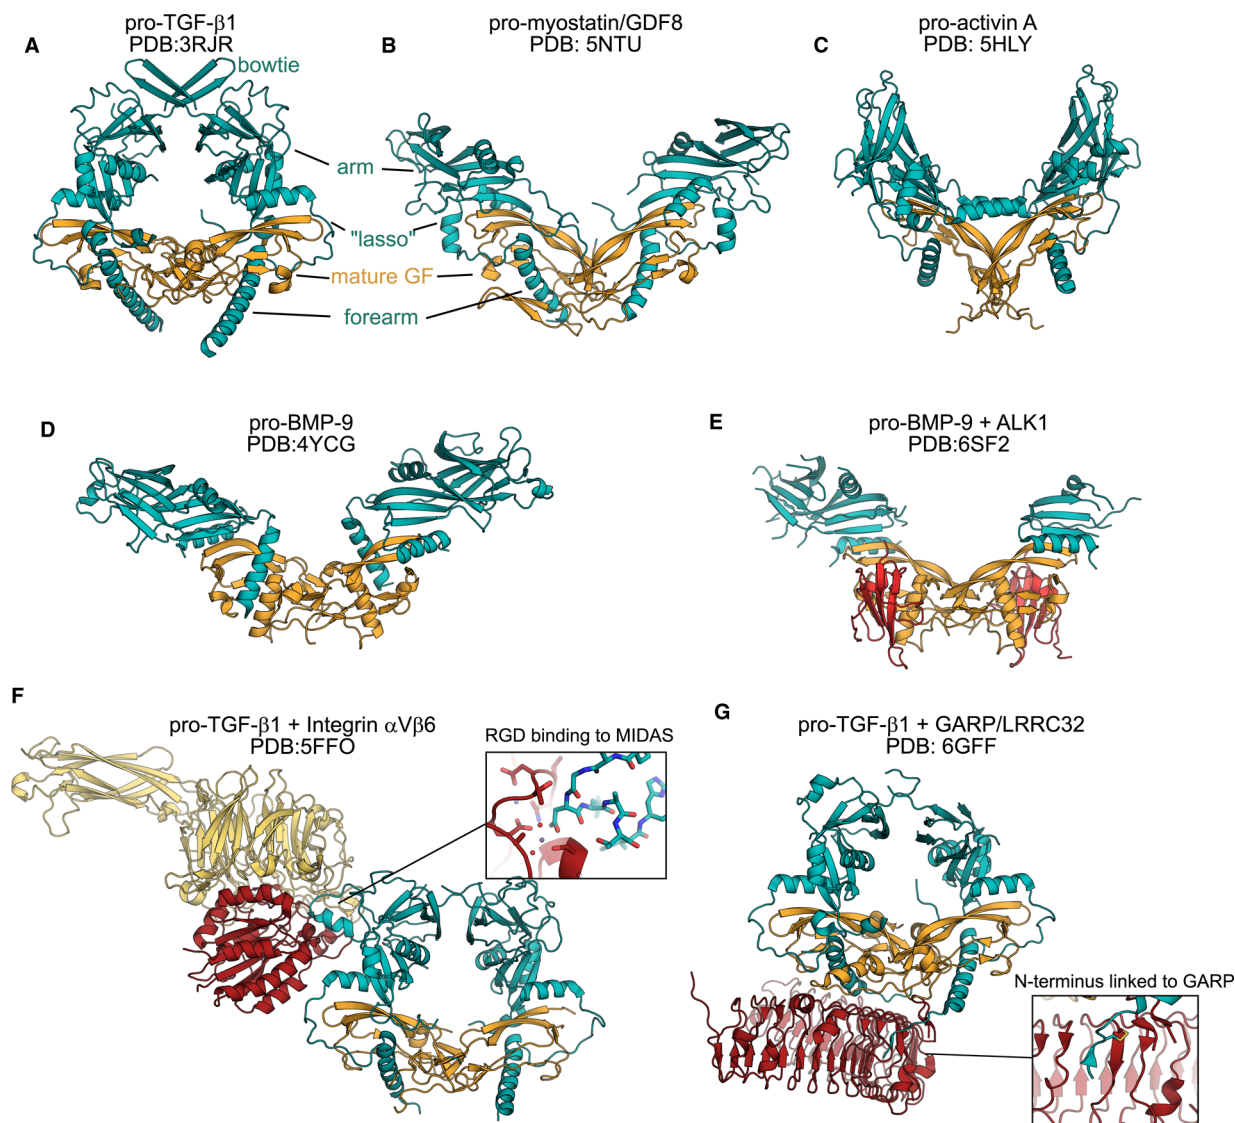 A
pro-TGF-β1
PDB:3RJR
B
pro-myostatin/GDF8
PDB: 5NTU
C
pro-activin A
PDB: 5HLY
bowtie
arm
"lasso"
mature GF
forearm
D
pro-BMP-9
PDB:4YCG
E
pro-BMP-9 + ALK1
PDB:6SF2
F
pro-TGF-β1 + Integrin αVβ6
PDB:5FFO
RGD binding to MIDAS
G
pro-TGF-β1 + GARP/LRRC32
PDB: 6GFF
N-terminus linked to GARP